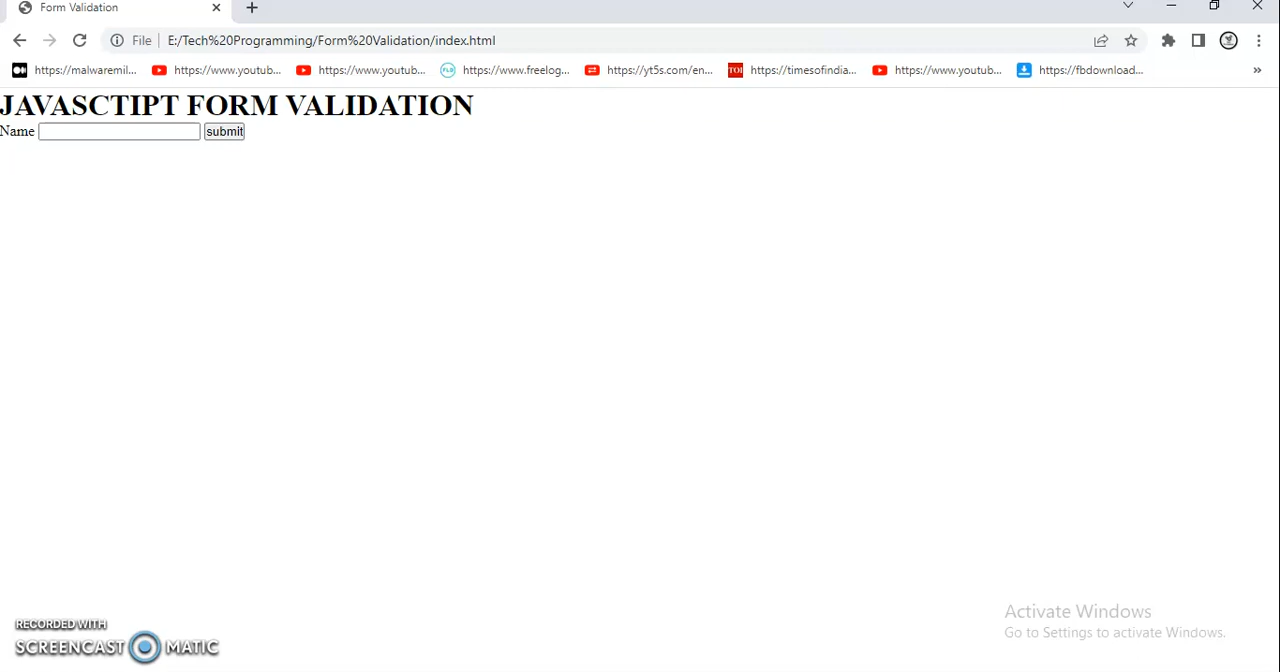 Form Validation
File E:/Tech%20Programming/Form%20Validation/index.html
https://malwaremil... https://www.youtub... https://www.youtub... https://www.freelog... https://yt5s.com/en... https://timesofindia... https://www.youtub... https://fbdownload...
JAVASCTIPT FORM VALIDATION
Name submit
Activate Windows
Go to Settings to activate Windows.
RECORDED WITH
SCREENCAST MATIC